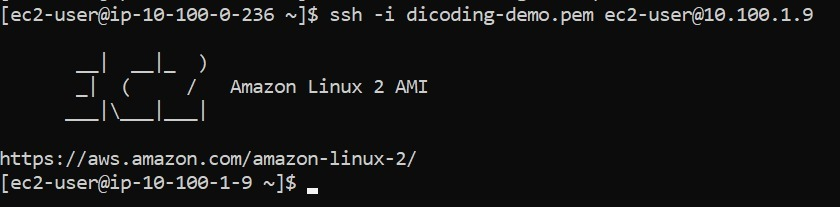 [ec2-user@ip-10-100-0-236 ~]$ ssh -i dicoding-demo.pem ec2-user@10.100.1.9
       __|  __|_  )
       _|  (     /   Amazon Linux 2 AMI
      ___|\___|___|
https://aws.amazon.com/amazon-linux-2/
[ec2-user@ip-10-100-1-9 ~]$